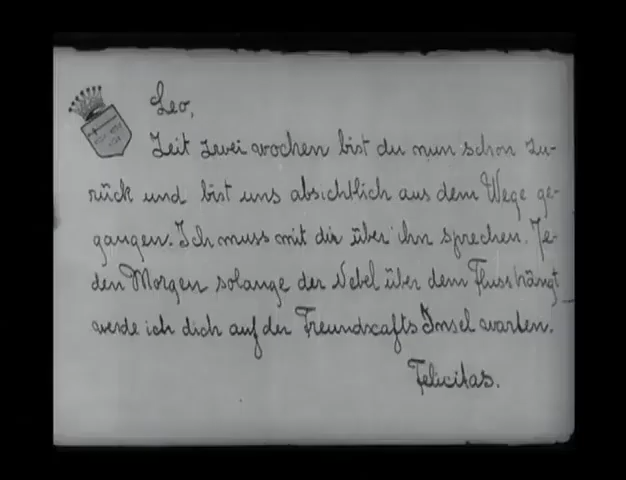 Leo,
Seit zwei wochen bist du nun schon zu-
rück und bist uns absichtlich aus dem Wege ge-
gangen. Ich muss mit dir über ihn sprechen. Je-
den Morgen solange der Nebel über dem Fluss hängt
werde ich dich auf der Freundscafts Insel warten.
Felicitas.